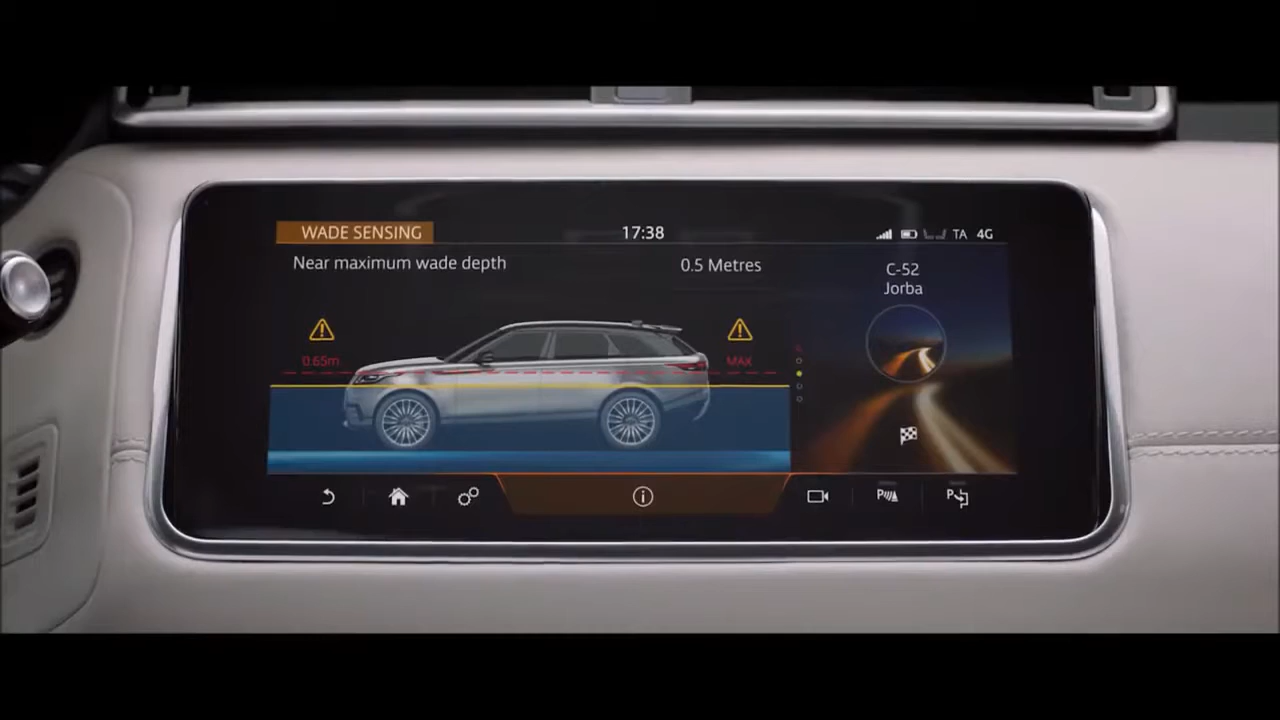 WADE SENSING
17:38
TA 4G
Near maximum wade depth
0.5 Metres
C-52
Jorba
0.65m
MAX
P
P